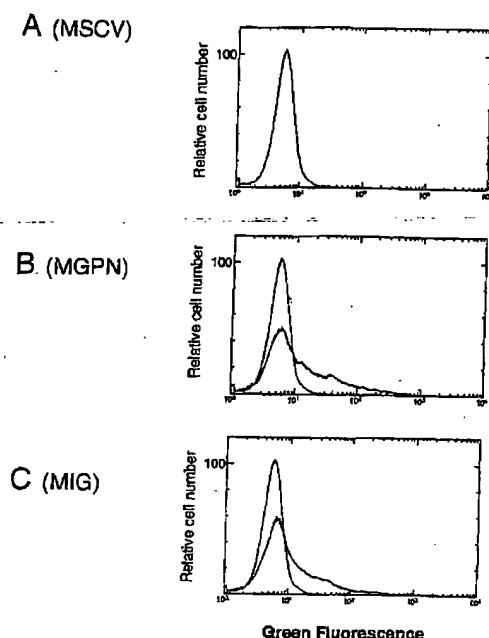 A (MSCV)
Relative cell number
100
B. (MGPN)
Relative cell number
100
C (MIG)
Relative cell number
100
Green Fluorescence